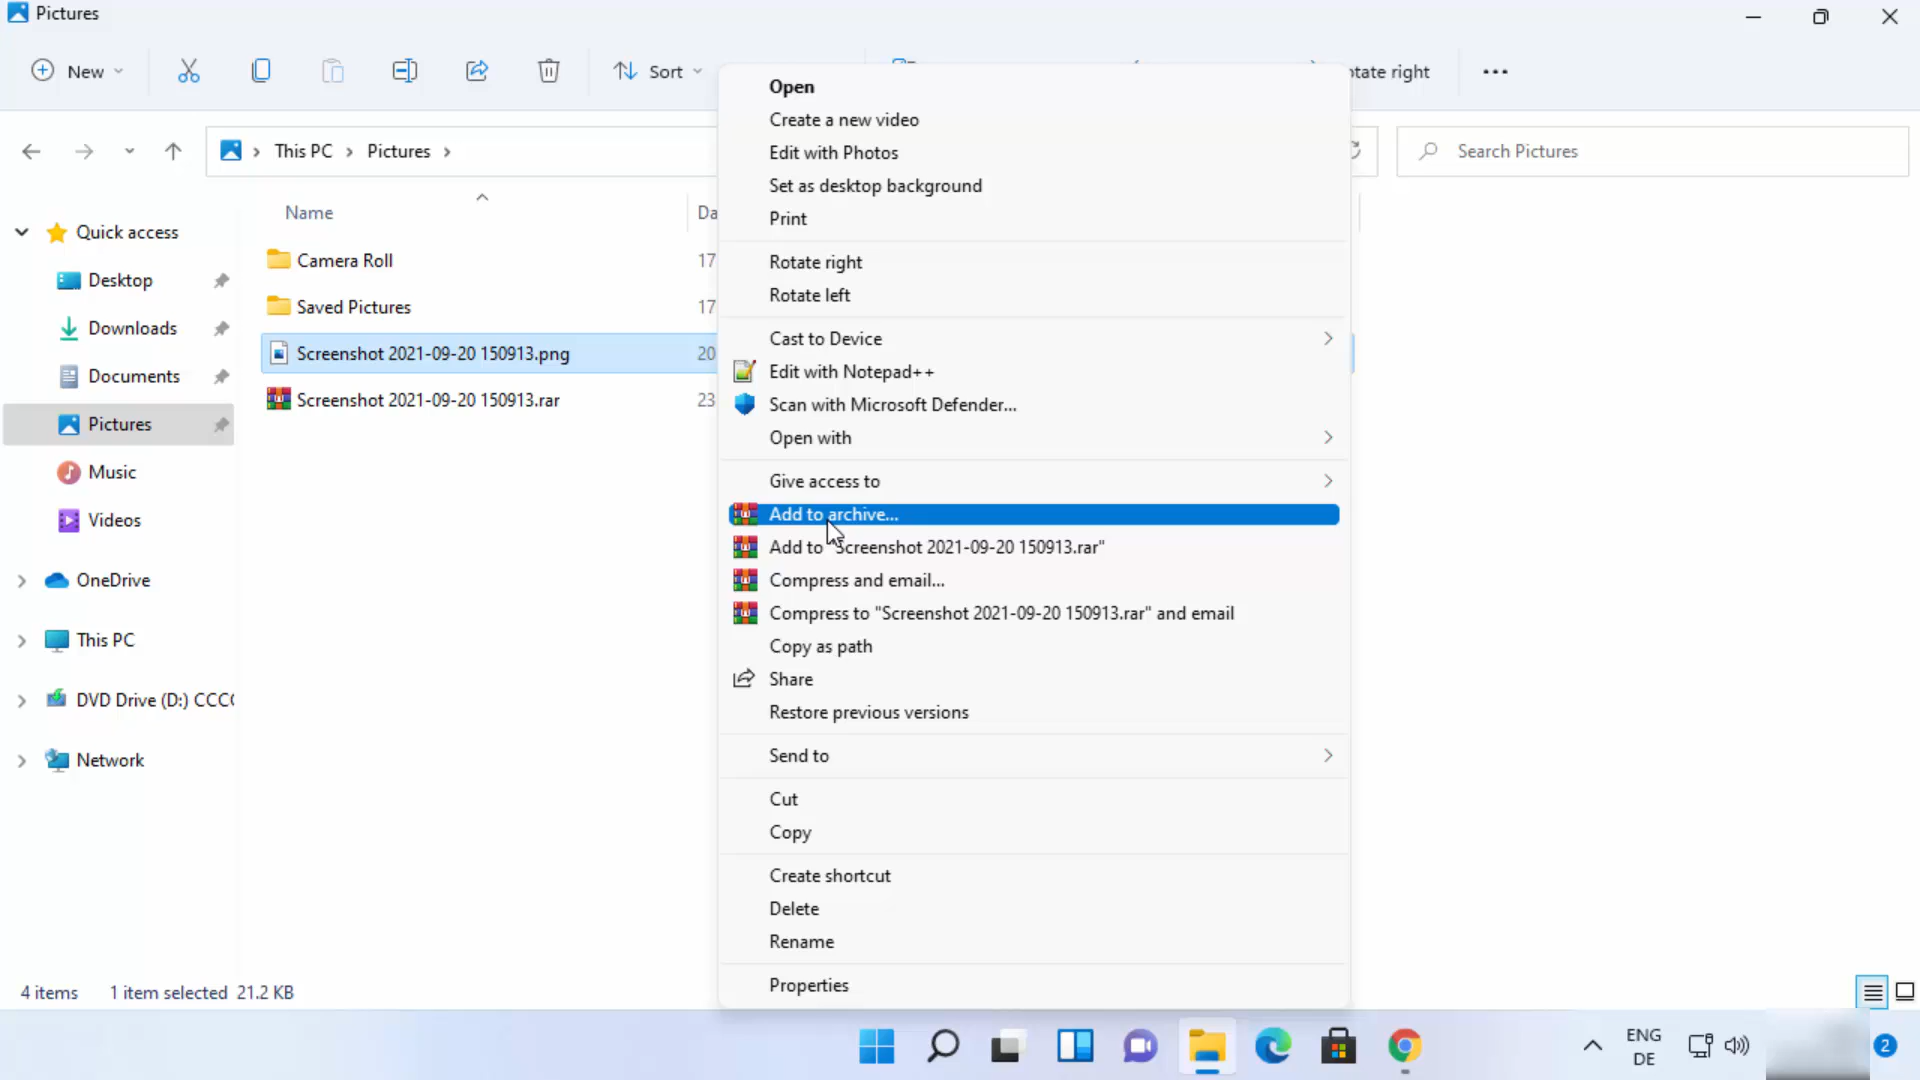 Pictures
New
Sort
otate right
This PC
Pictures
Search Pictures
Name
Da
Quick access
Desktop
Downloads
Documents
Pictures
Music
Videos
OneDrive
This PC
DVD Drive (D:) CCC
Network
Camera Roll
17
Saved Pictures
17
Screenshot 2021-09-20 150913.png
20
Screenshot 2021-09-20 150913.rar
23
Open
Create a new video
Edit with Photos
Set as desktop background
Print
Rotate right
Rotate left
Cast to Device
Edit with Notepad++
Scan with Microsoft Defender...
Open with
Give access to
Add to archive...
Add to "Screenshot 2021-09-20 150913.rar"
Compress and email...
Compress to "Screenshot 2021-09-20 150913.rar" and email
Copy as path
Share
Restore previous versions
Send to
Cut
Copy
Create shortcut
Delete
Rename
Properties
4 items
1 item selected 21.2 KB
ENG
DE
2